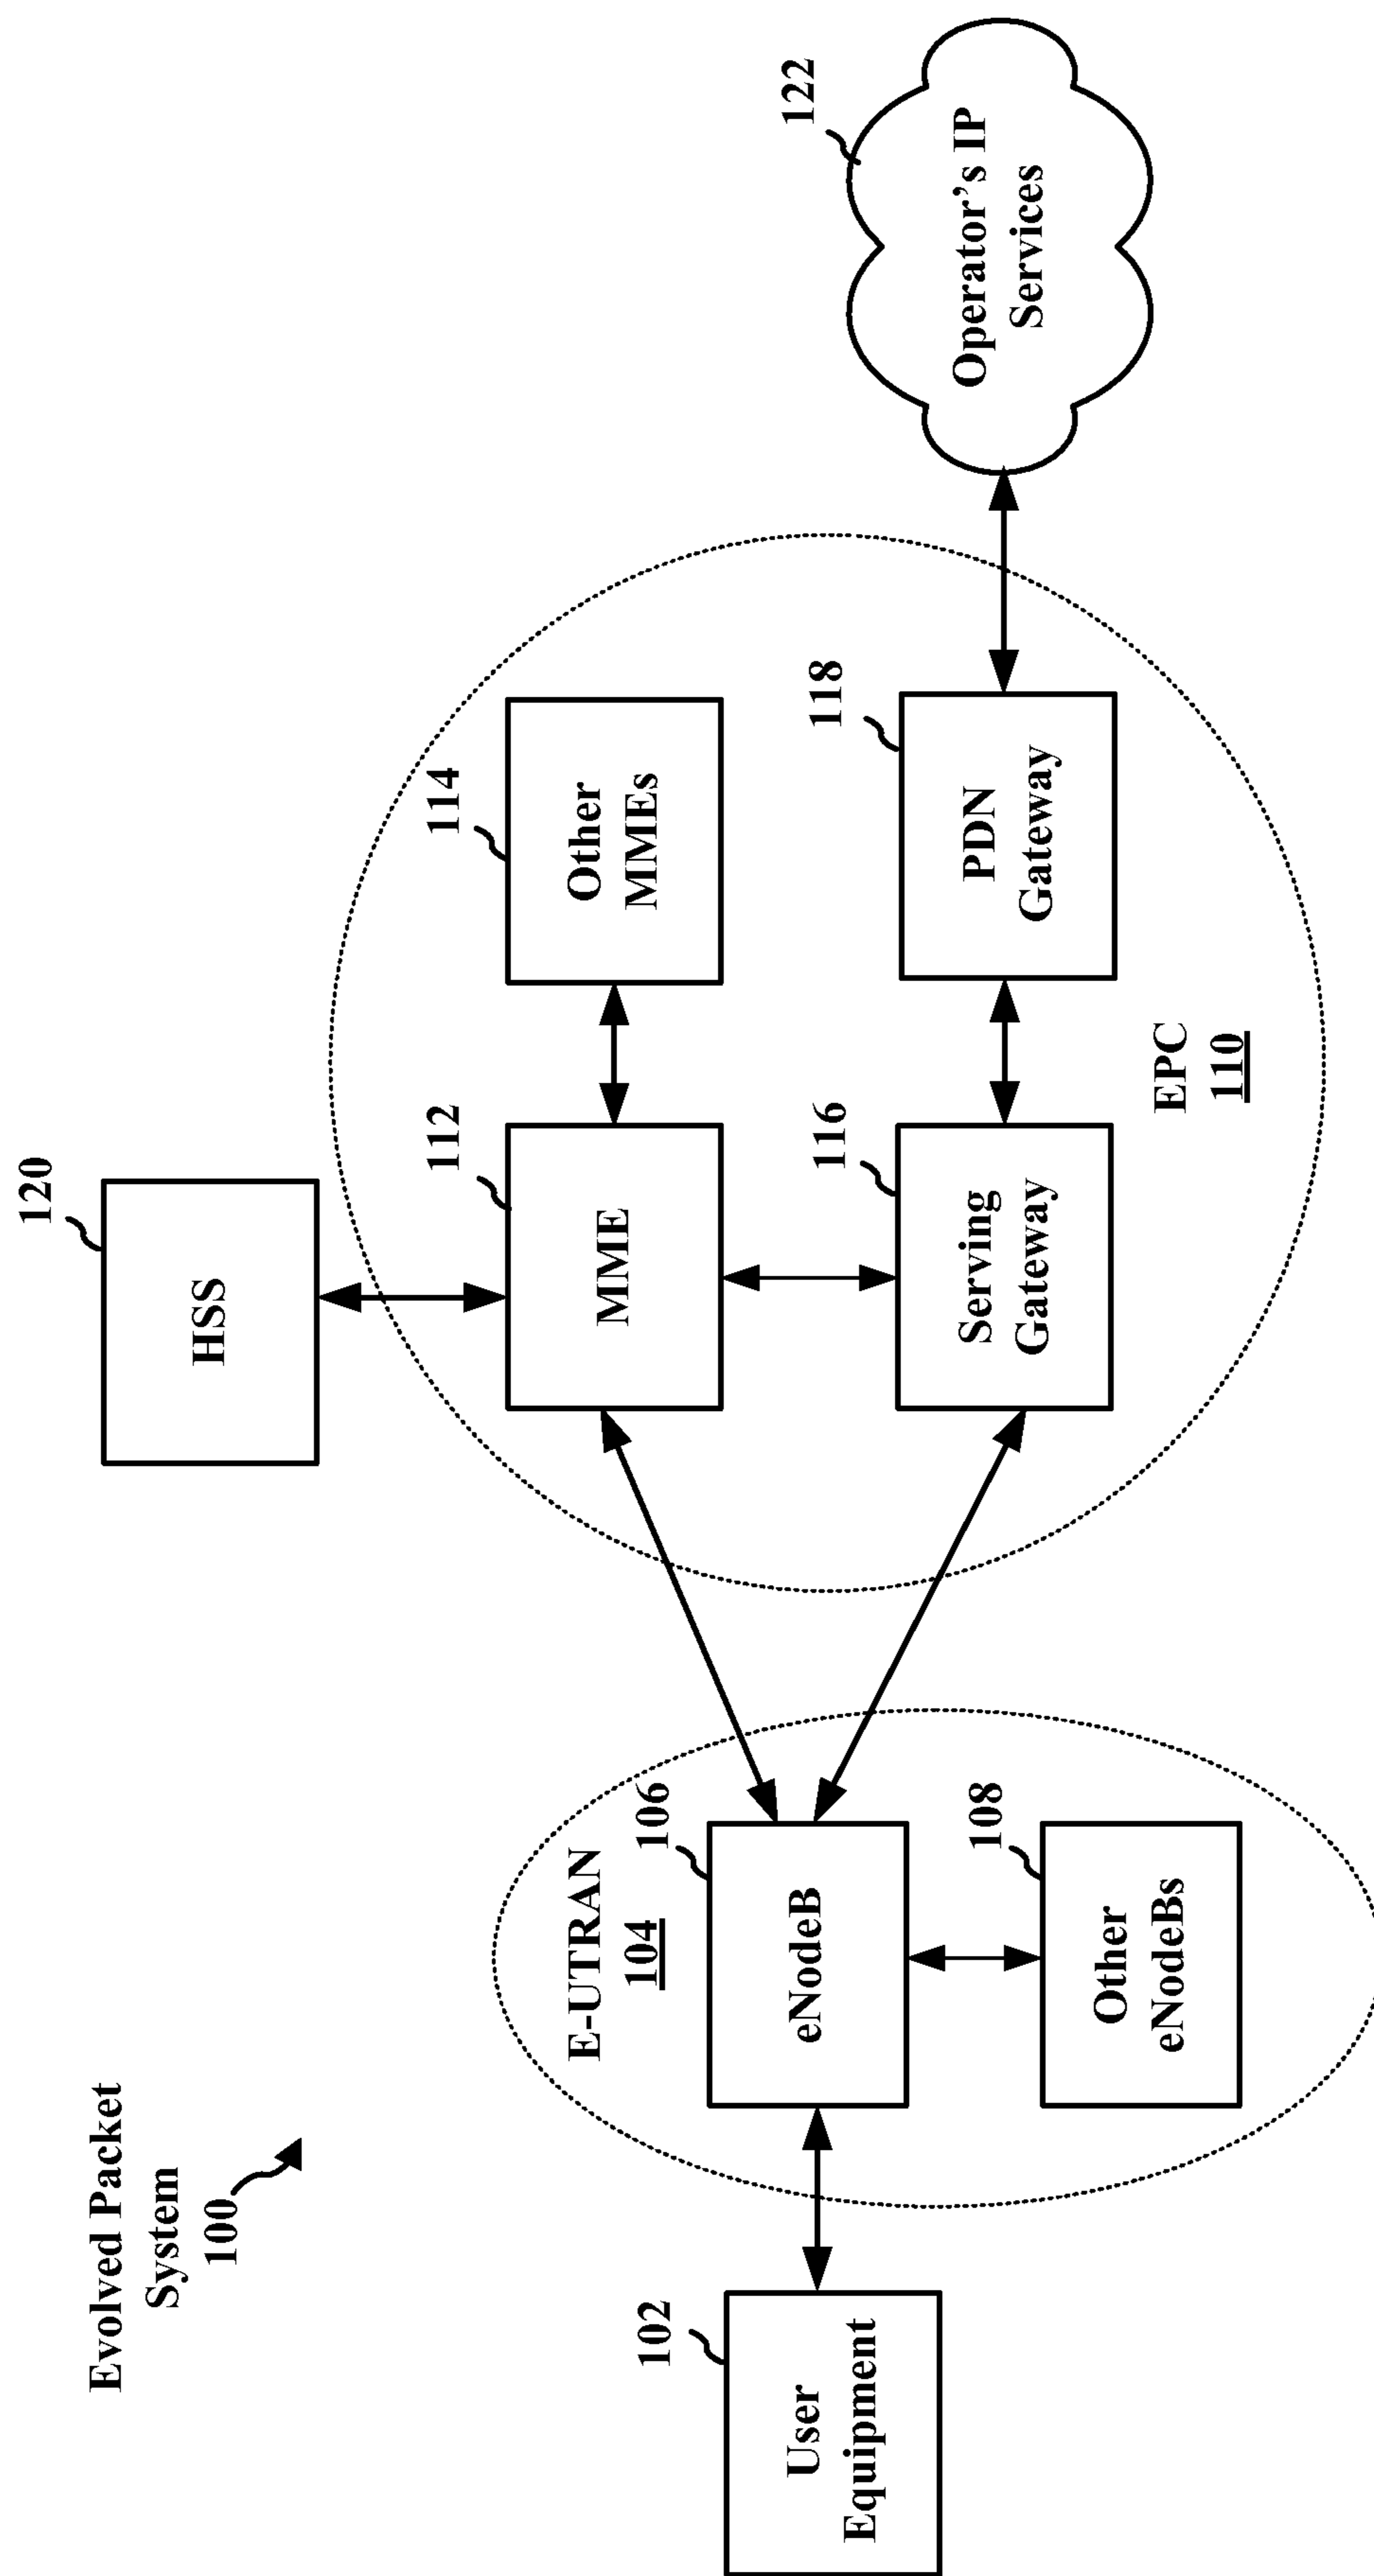 Evolved Packet
System
100
120
HSS
E-UTRAN
104
112
MME
114
Other
MMEs
102
User
Equipment
106
eNodeB
108
Other
eNodeBs
116
Serving
Gateway
118
PDN
Gateway
EPC
110
122
Operator’s IP
Services